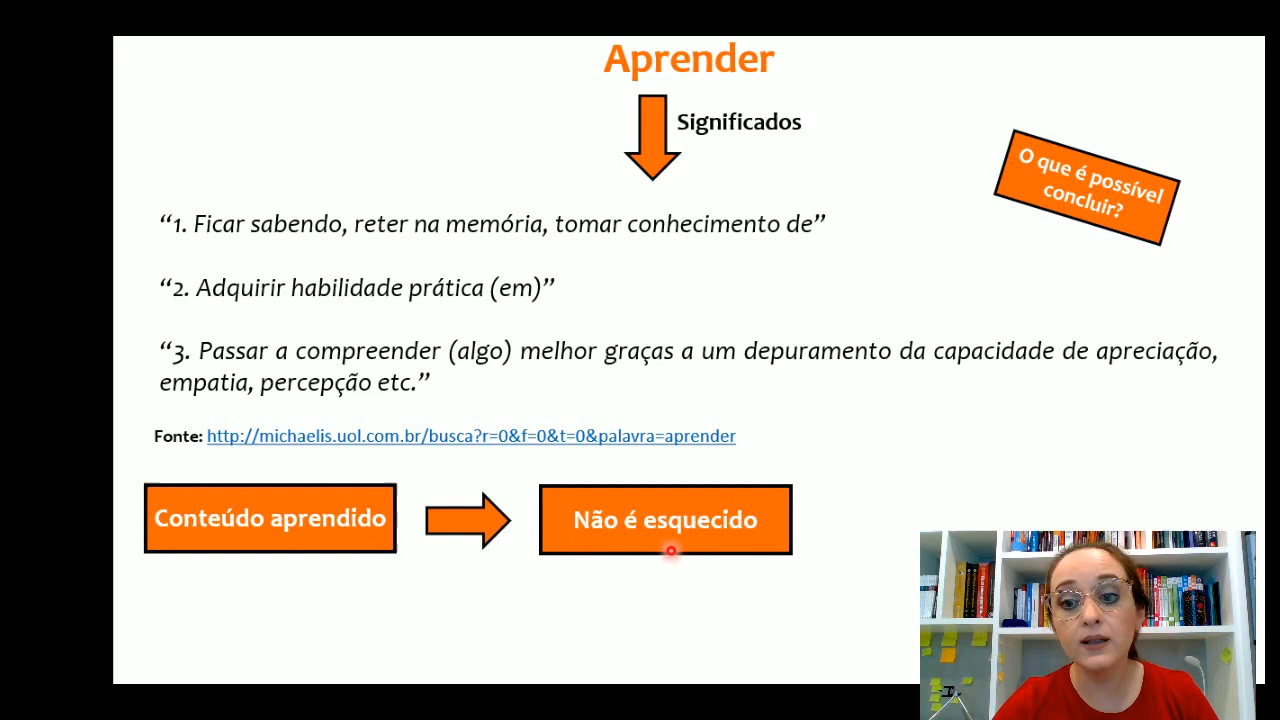 Aprender
Significados
O que é possível
concluir?
“1. Ficar sabendo, reter na memória, tomar conhecimento de”
“2. Adquirir habilidade prática (em)”
“3. Passar a compreender (algo) melhor graças a um depuramento da capacidade de apreciação,
empatia, percepção etc.”
Fonte: http://michaelis.uol.com.br/busca?r=0&f=0&t=0&palavra=aprender
Conteúdo aprendido
Não é esquecido